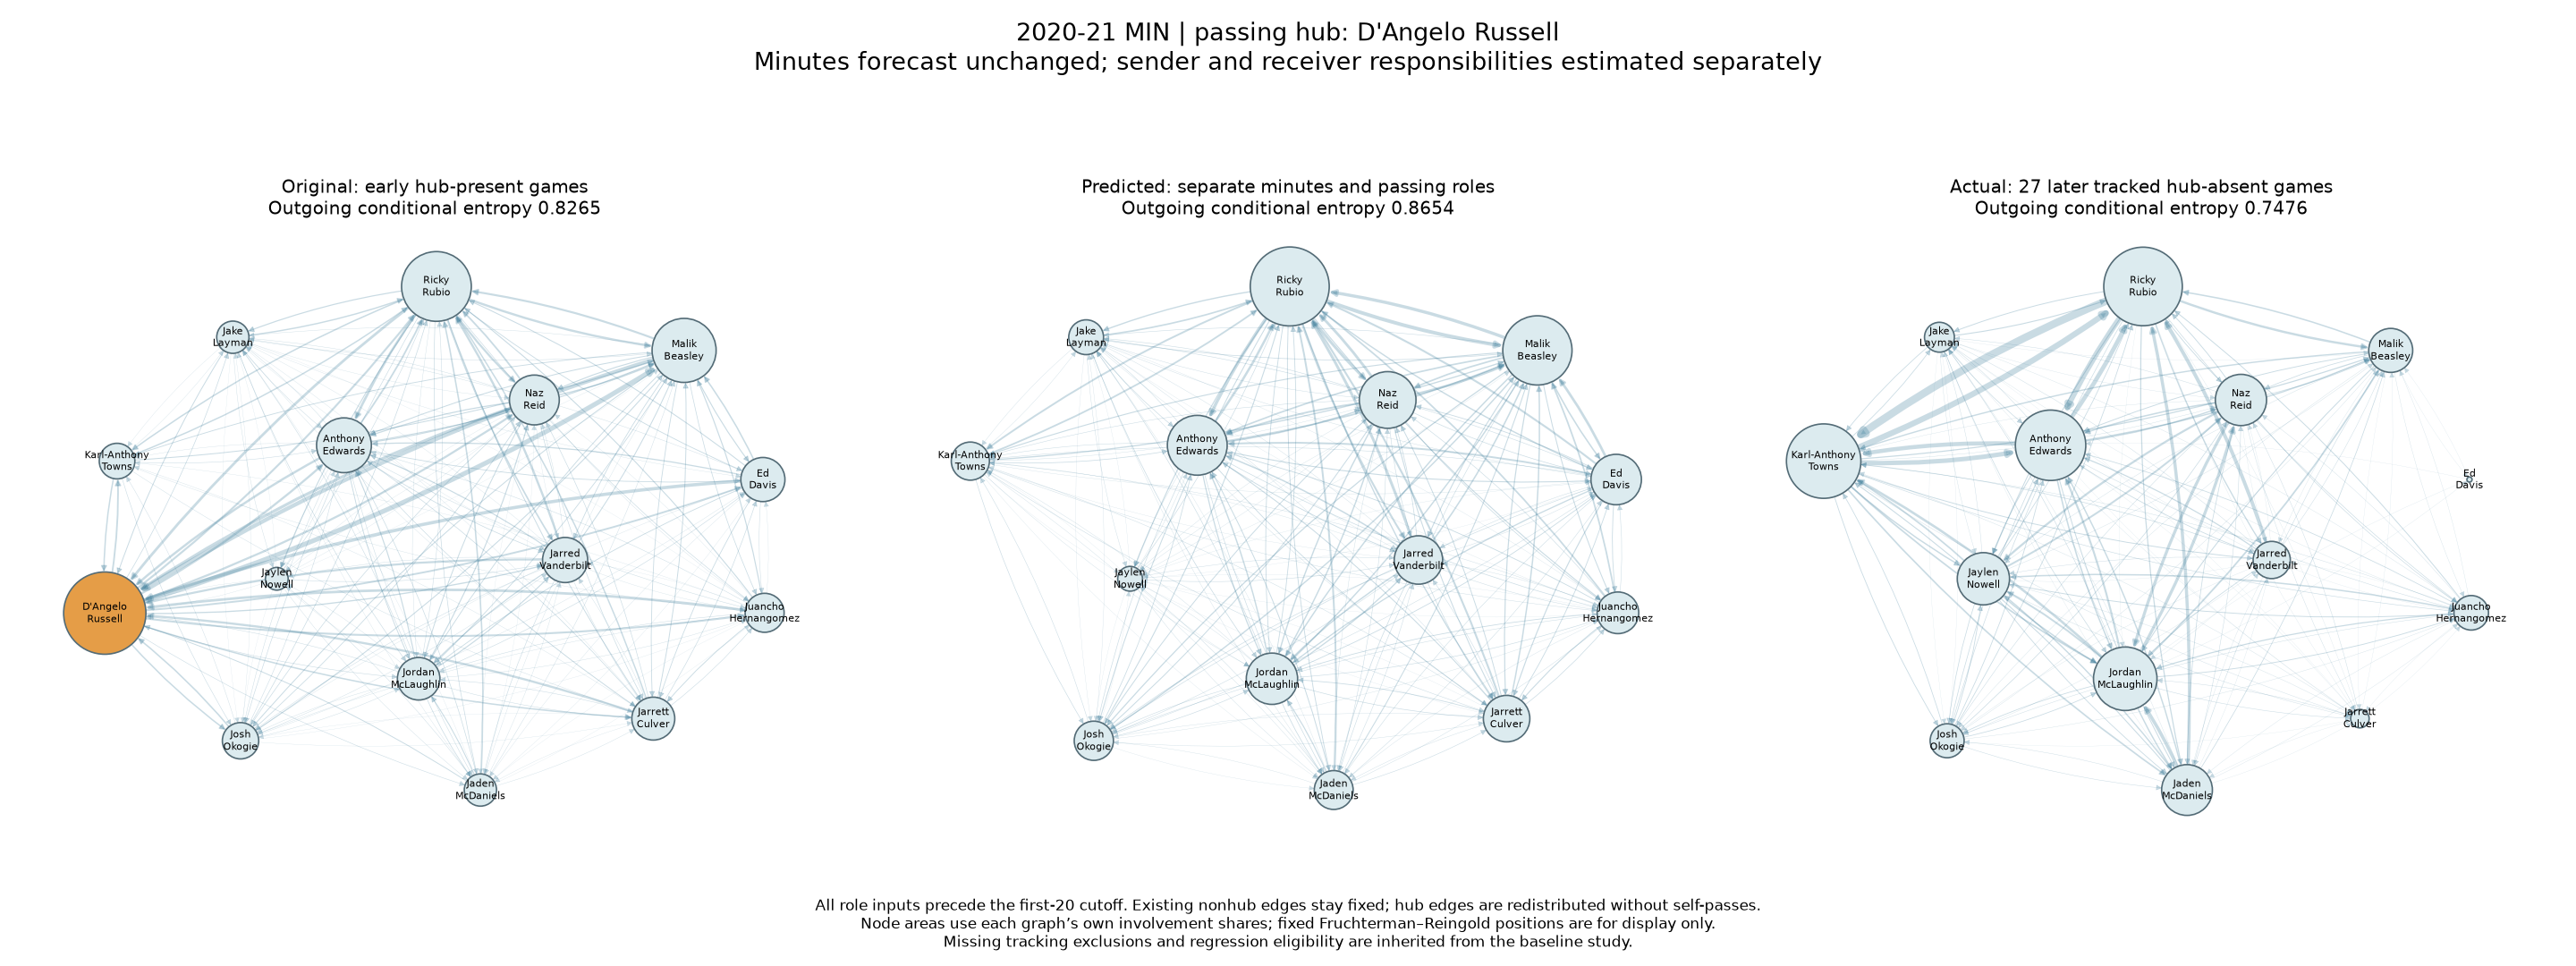 2020-21 MIN | passing hub: D'Angelo Russell
Minutes forecast unchanged; sender and receiver responsibilities estimated separately
Original: early hub-present games
Outgoing conditional entropy 0.8265
Ricky
Rubio
Jake
Layman
Malik
Beasley
Naz
Reid
Anthony
Edwards
Karl-Anthony
Towns
Ed
Davis
Jarred
Vanderbilt
Jaylen
Nowell
D'Angelo
Russell
Juancho
Hernangomez
Jordan
McLaughlin
Jarrett
Culver
Josh
Okogie
Jaden
McDaniels
Predicted: separate minutes and passing roles
Outgoing conditional entropy 0.8654
Ricky
Rubio
Jake
Layman
Malik
Beasley
Naz
Reid
Anthony
Edwards
Karl-Anthony
Towns
Ed
Davis
Jarred
Vanderbilt
Jaylen
Nowell
Juancho
Hernangomez
Jordan
McLaughlin
Jarrett
Culver
Josh
Okogie
Jaden
McDaniels
Actual: 27 later tracked hub-absent games
Outgoing conditional entropy 0.7476
Ricky
Rubio
Jake
Layman
Malik
Beasley
Naz
Reid
Anthony
Edwards
Karl-Anthony
Towns
Ed
Davis
Jarred
Vanderbilt
Jaylen
Nowell
Juancho
Hernangomez
Jordan
McLaughlin
Jarrett
Culver
Josh
Okogie
Jaden
McDaniels
All role inputs precede the first-20 cutoff. Existing nonhub edges stay fixed; hub edges are redistributed without self-passes.
Node areas use each graph’s own involvement shares; fixed Fruchterman–Reingold positions are for display only.
Missing tracking exclusions and regression eligibility are inherited from the baseline study.